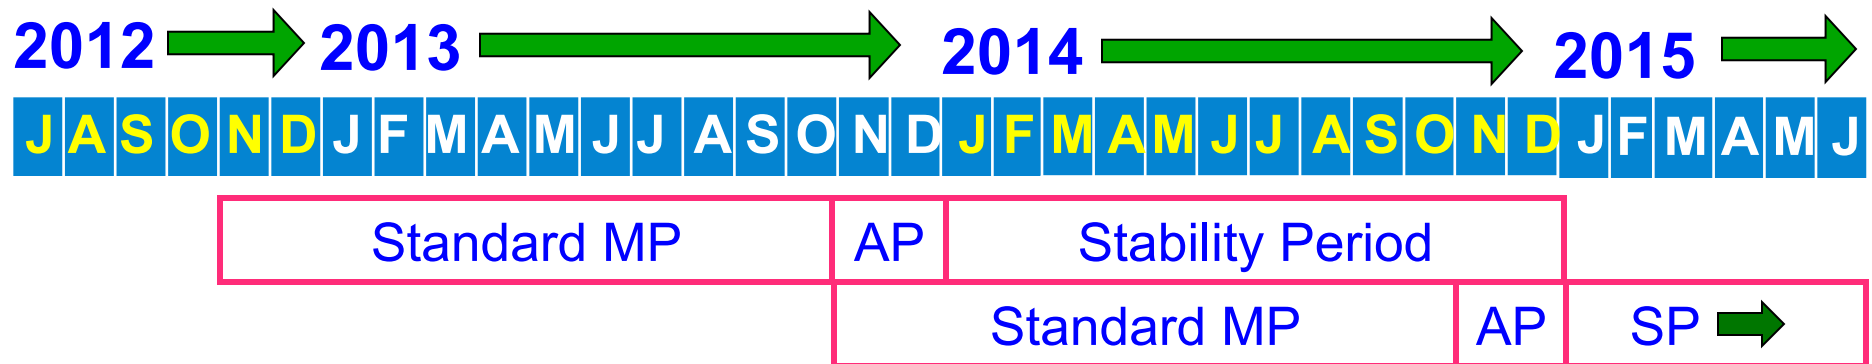 2012 2013 2014 2015
J A S O N D J F M A M J J A S O N D J F M A M J J A S O N D J F M A M J
Standard MP AP Stability Period
Standard MP AP SP